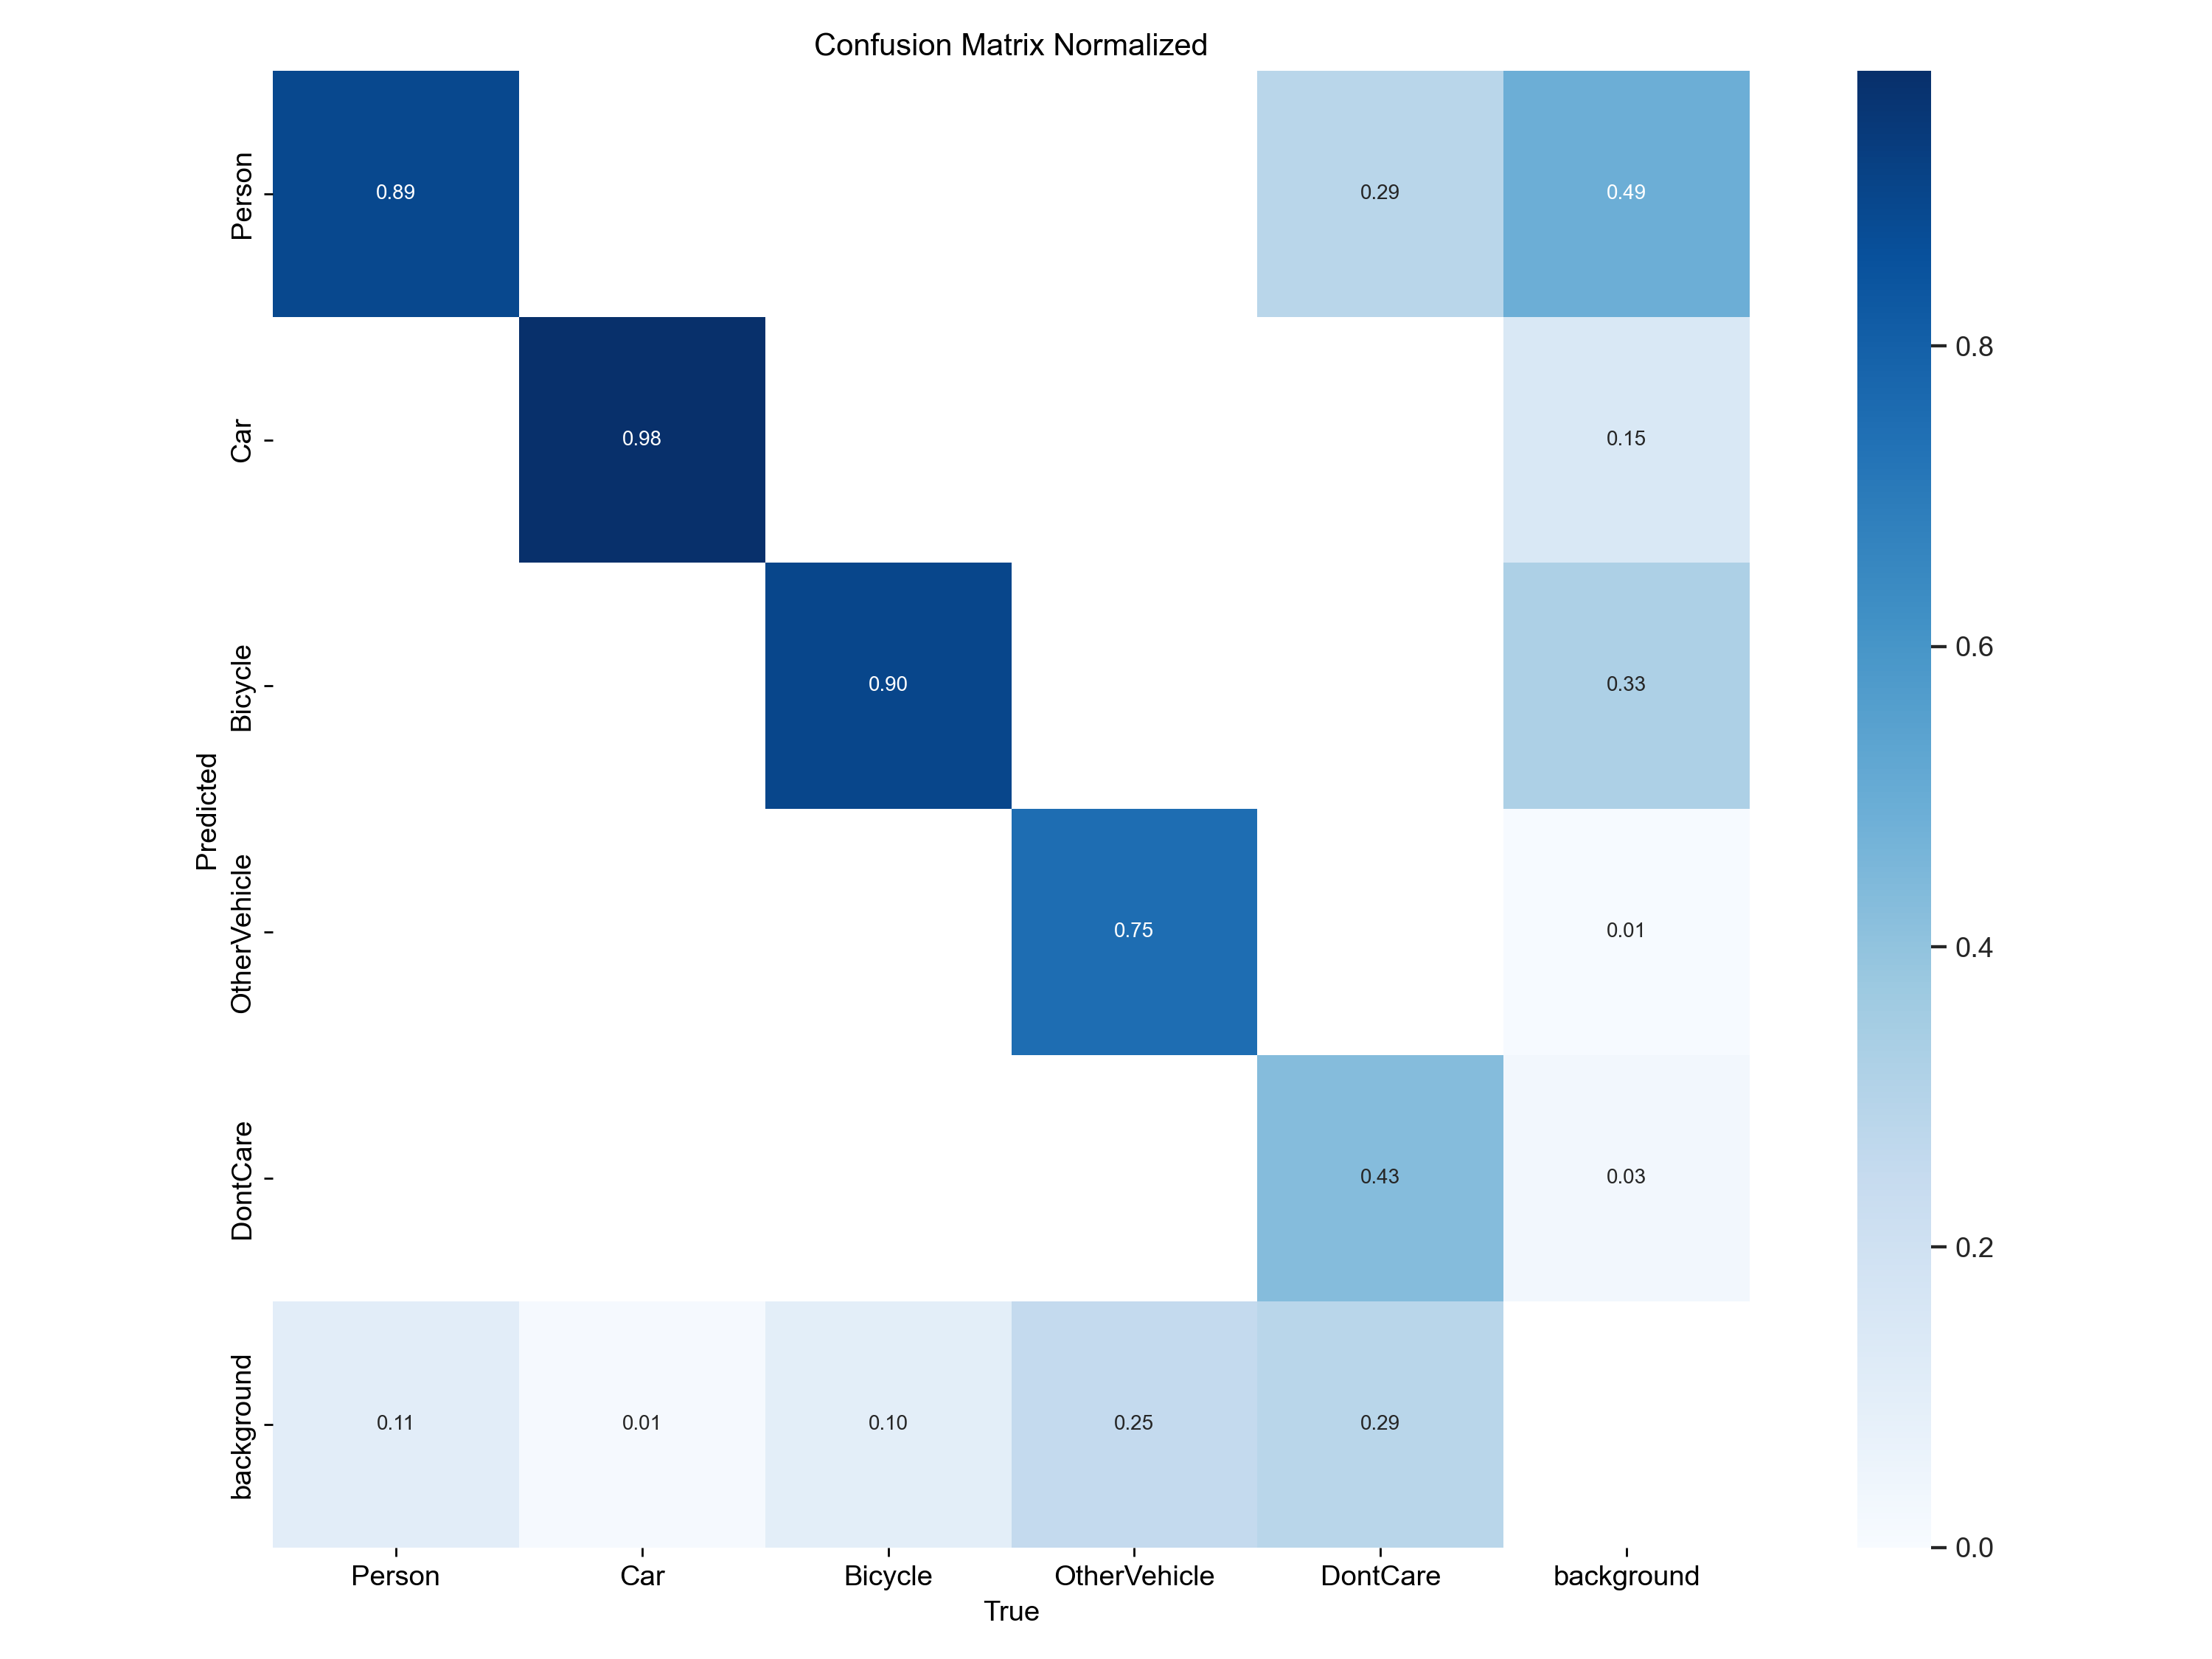 Confusion Matrix Normalized
Person
0.89
0.29
0.49
Car
0.98
0.15
0.8
Bicycle
0.90
0.33
0.6
Predicted
OtherVehicle
0.75
0.01
0.4
DontCare
0.43
0.03
0.2
background
0.11
0.01
0.10
0.25
0.29
0.0
Person
Car
Bicycle
OtherVehicle
DontCare
background
True